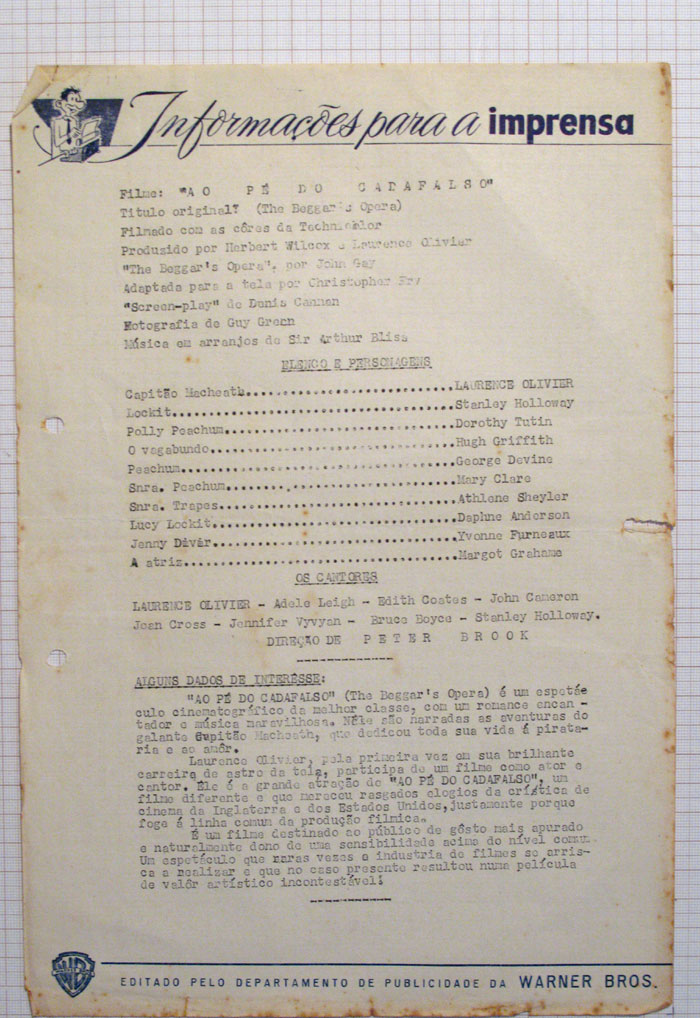 Informações para a imprensa
Filme: "AO PÉ DO CADAFALSO"
Titulo original: (The Beggar's Opera)
Filmado com as côres da Technicolor
Produzido por Herbert Wilcox e Laurence Olivier
"The Beggar's Opera", por John Gay
Adaptada para a tela por Christopher Fry
"Screen-play" de Denis Cannan
Fotografia de Guy Green
Música em arranjos de Sir Arthur Bliss
ELENCO E PERSONAGENS
Capitão Macheath........................................LAURENCE OLIVIER
Lockit........................................Stanley Holloway
Polly Peachum........................................Dorothy Tutin
O vagabundo........................................Hugh Griffith
Peachum........................................George Devine
Snra. Peachum........................................Mary Clare
Snra. Trapes........................................Athlene Sheyler
Lucy Lockit........................................Daphne Anderson
Jenny Divér........................................Yvonne Furneaux
A atriz........................................Margot Grahame
OS CANTORES
LAURENCE OLIVIER - Adele Leigh - Edith Coates - John Cameron
Joan Cross - Jennifer Vyvyan - Bruce Boyce - Stanley Holloway.
DIREÇÃO DE PETER BROOK
ALGUNS DADOS DE INTERÊSSE:
"AO PÉ DO CADAFALSO" (The Beggar's Opera) é um espetá
culo cinematográfico da melhor classe, com um romance encan-
tador e música maravilhosa. Nêle são narradas as aventuras do
galante Capitão Macheath, que dedicou toda sua vida á pirata-
ria e ao amôr.
Laurence Olivier, pela primeira vez em sua brilhante
carreira de astro da tela, participa de um filme como ator e
cantor. Êle é a grande atração de "AO PÉ DO CADAFALSO", um
filme diferente e que mereceu rasgados elogios da crística de
cinema da Inglaterra e dos Estados Unidos, justamente porque
foge á linha comum da produção filmica.
É um filme destinado ao público de gôsto mais apurado
e naturalmente dono de uma sensibilidade acima do nível comum.
Um espetáculo que raras vezes a industria de filmes se arris-
ca a realizar e que no caso presente resultou numa película
de valôr artístico incontestável!
WB
EDITADO PELO DEPARTAMENTO DE PUBLICIDADE DA WARNER BROS.